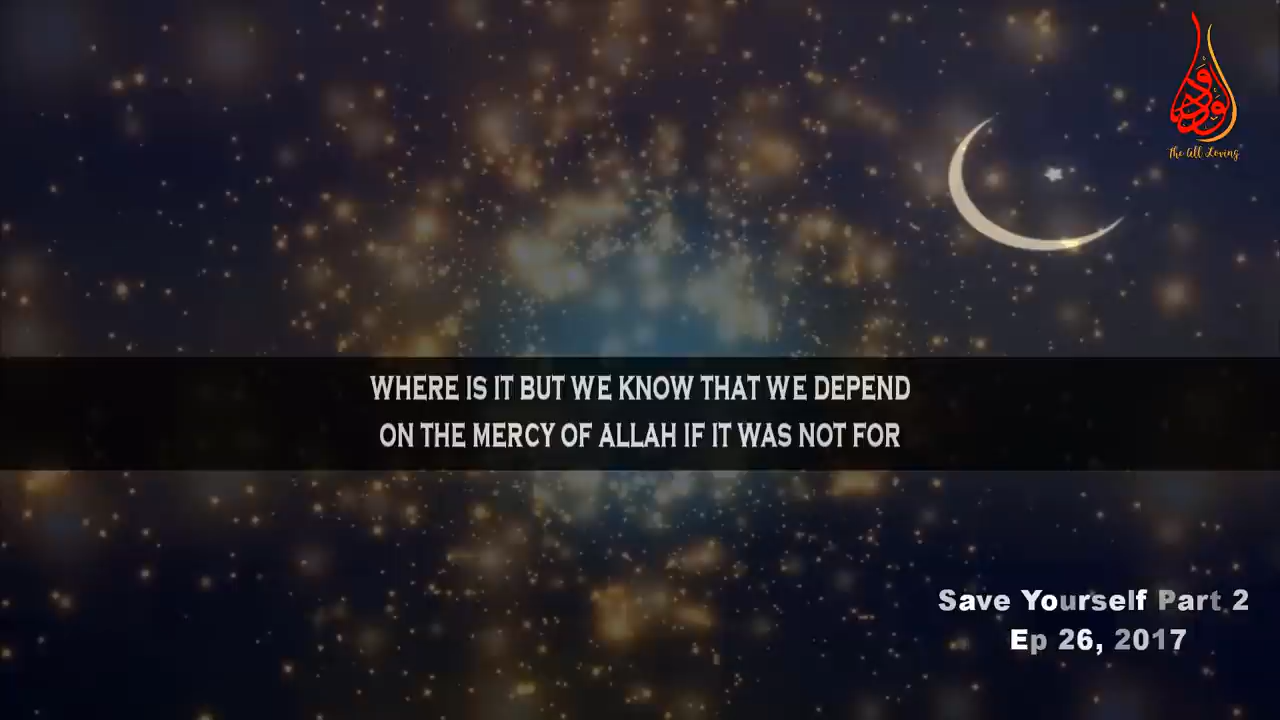 الودود
The All Loving
WHERE IS IT BUT WE KNOW THAT WE DEPEND
ON THE MERCY OF ALLAH IF IT WAS NOT FOR
Save Yourself Part 2
Ep 26, 2017